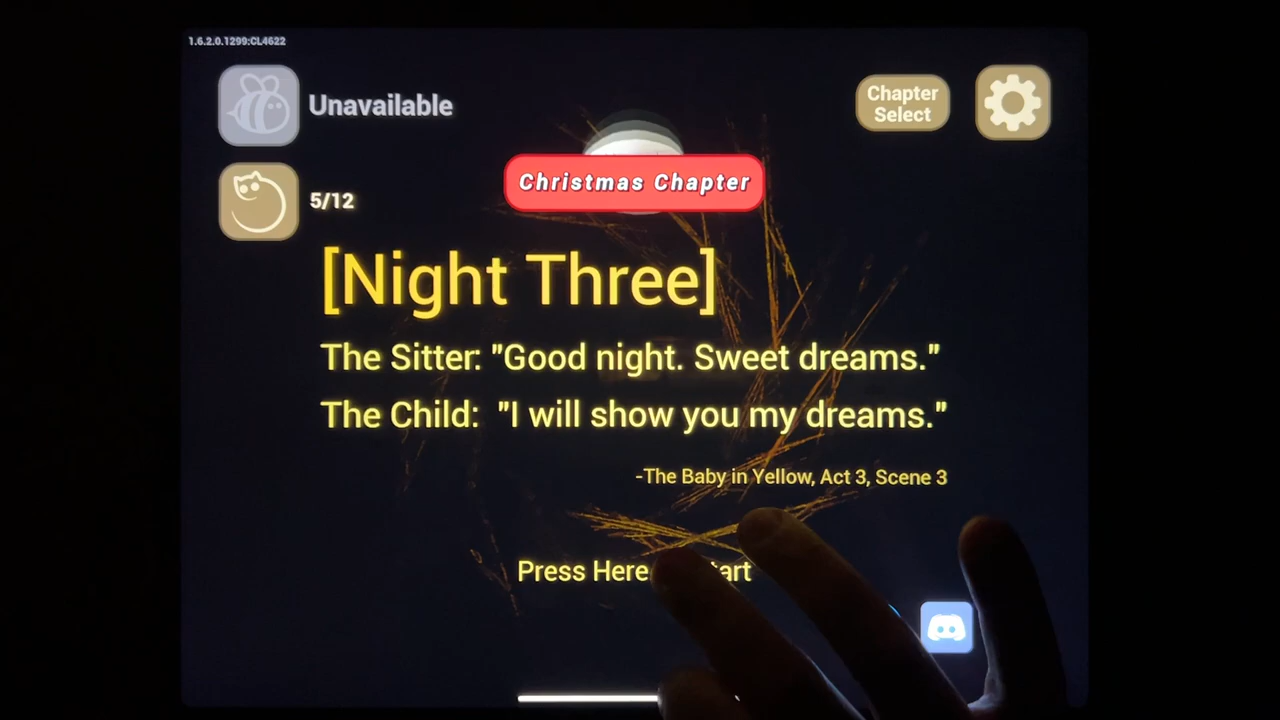 1.6.2.0.1299:CL4622
Unavailable
Chapter
Select
Christmas Chapter
5/12
[Night Three]
The Sitter: "Good night. Sweet dreams."
The Child: "I will show you my dreams."
-The Baby in Yellow, Act 3, Scene 3
Press Here